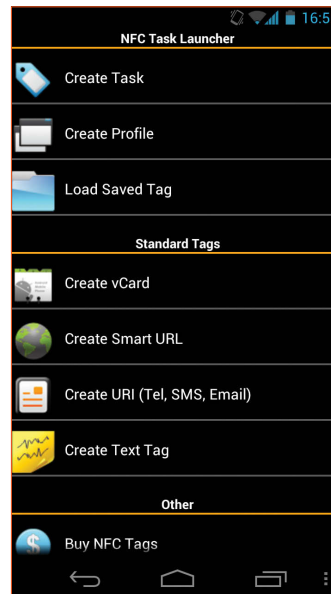 16:5
NFC Task Launcher
Create Task
Create Profile
Load Saved Tag
Standard Tags
Create vCard
Create Smart URL
Create URI (Tel, SMS, Email)
Create Text Tag
Other
Buy NFC Tags